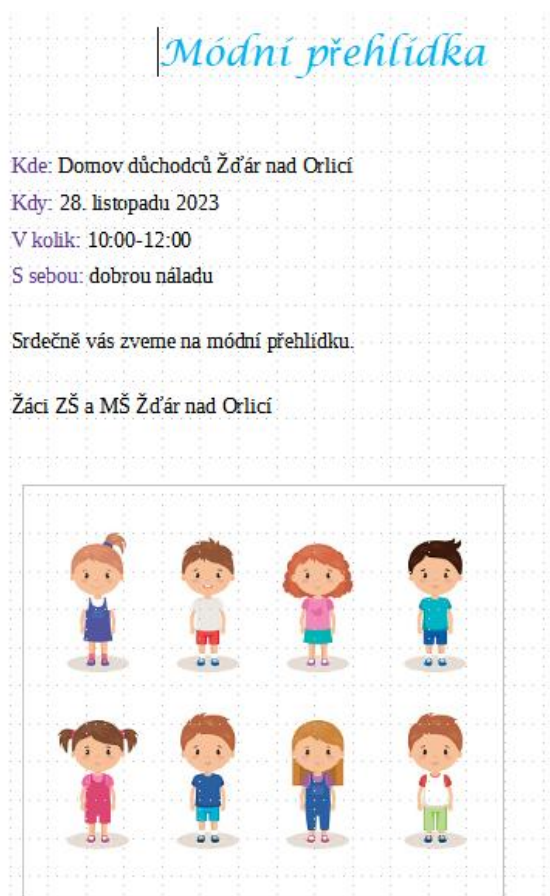 Módní přehlídka
Kde: Domov důchodců Žďár nad Orlicí
Kdy: 28. listopadu 2023
V kolik: 10:00-12:00
S sebou: dobrou náladu
Srdečně vás zveme na módní přehlídku.
Žáci ZŠ a MŠ Žďár nad Orlicí